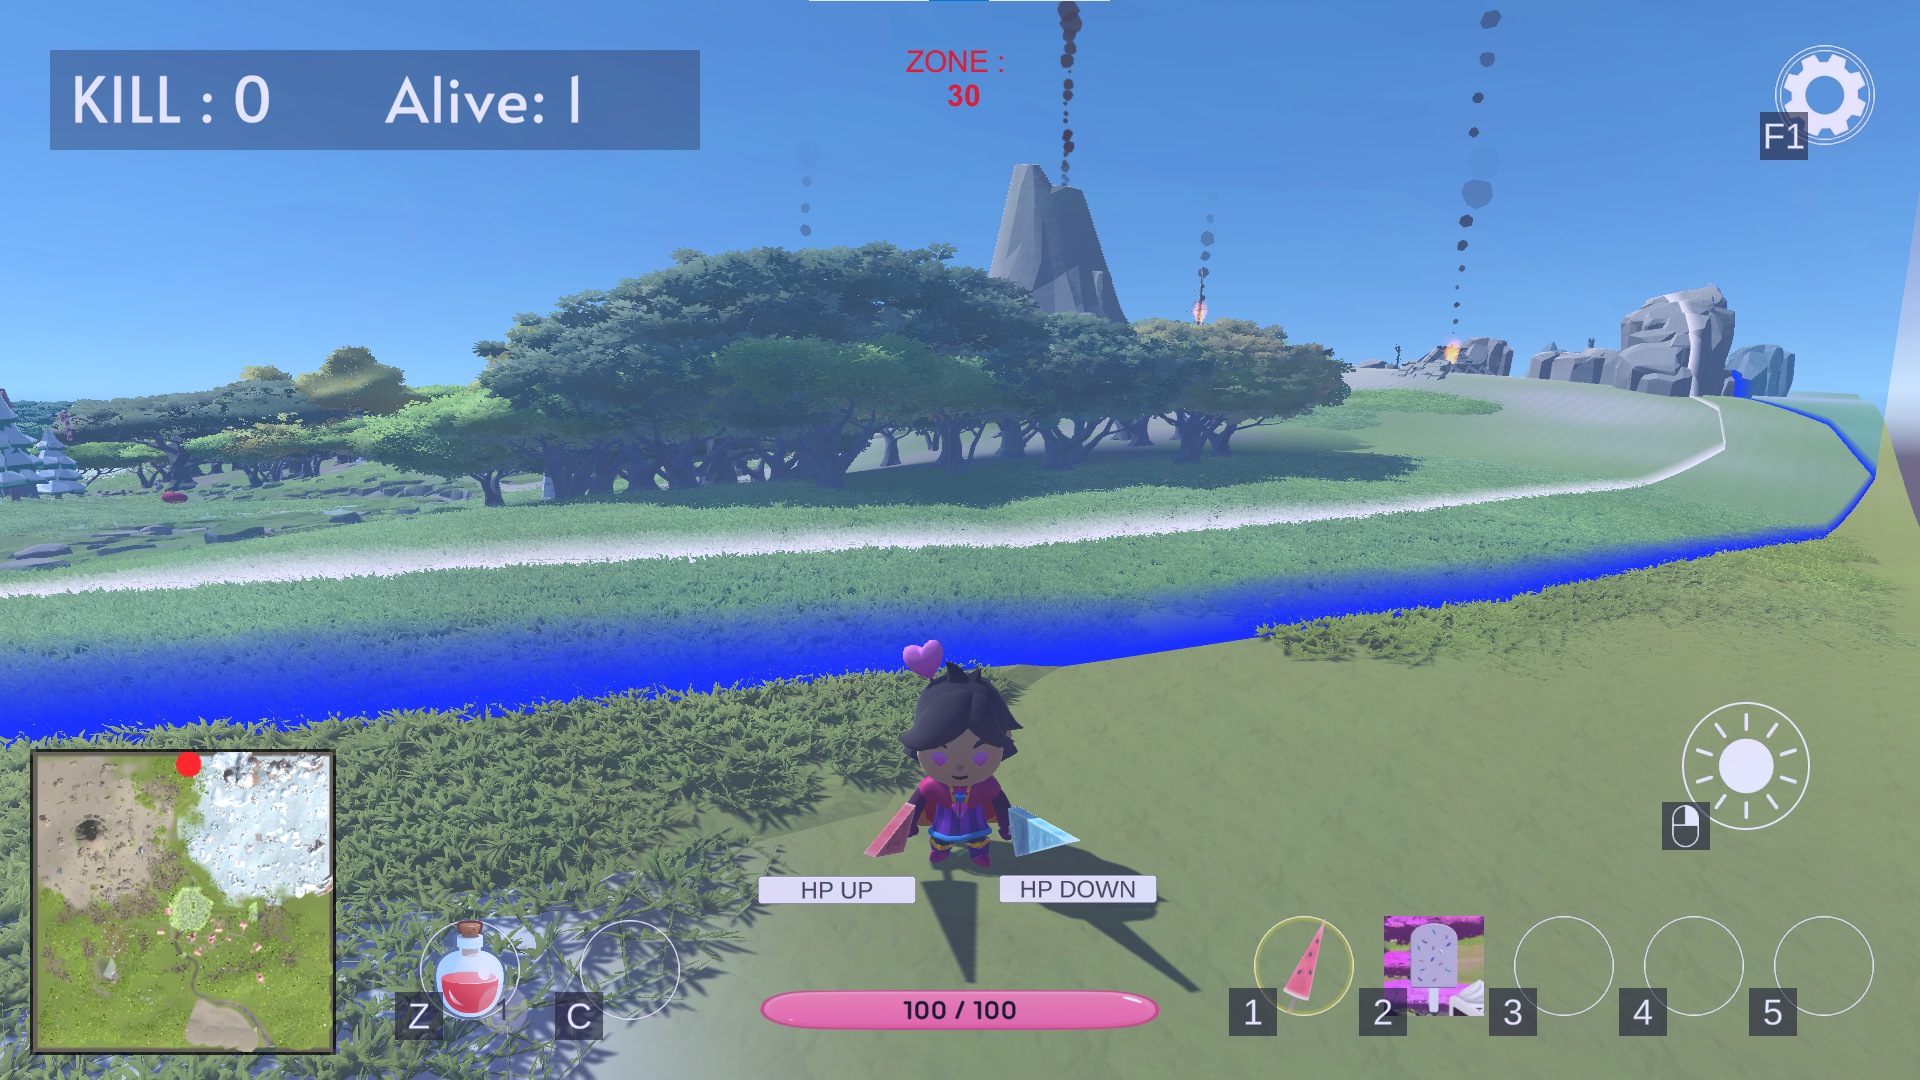 KILL : 0 Alive: 1
ZONE :
30
F1
HP UP HP DOWN
100 / 100
Z C
1 2 3 4 5